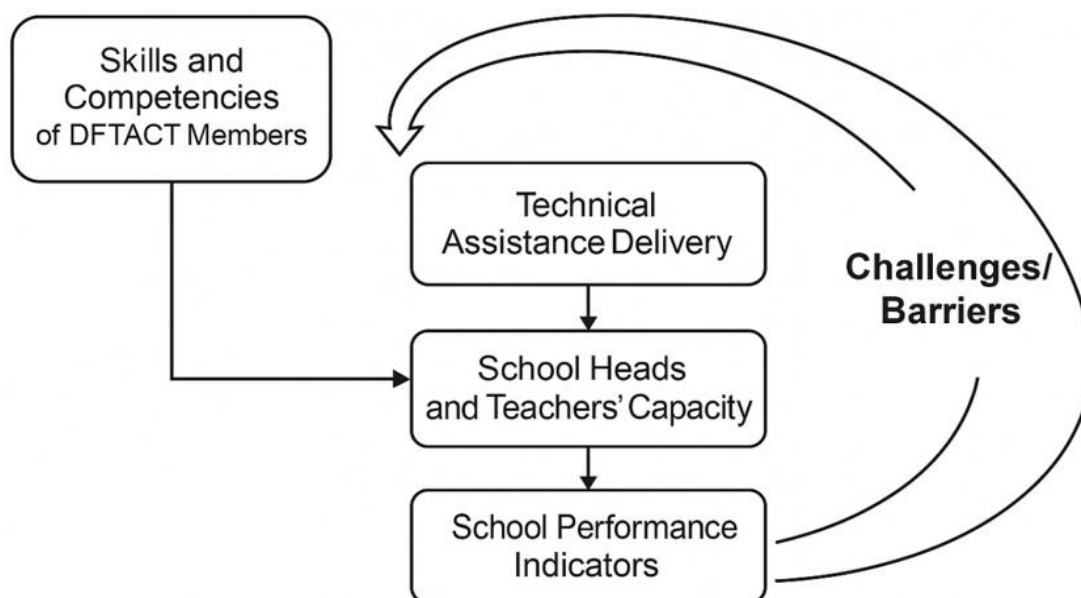 Skills and
Competencies
of DFTACT Members
Technical
Assistance Delivery
Challenges/
Barriers
School Heads
and Teachers’ Capacity
School Performance
Indicators